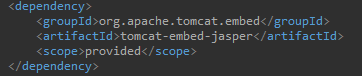 <dependency>
    <groupId>org.apache.tomcat.embed</groupId>
    <artifactId>tomcat-embed-jasper</artifactId>
    <scope>provided</scope>
</dependency>